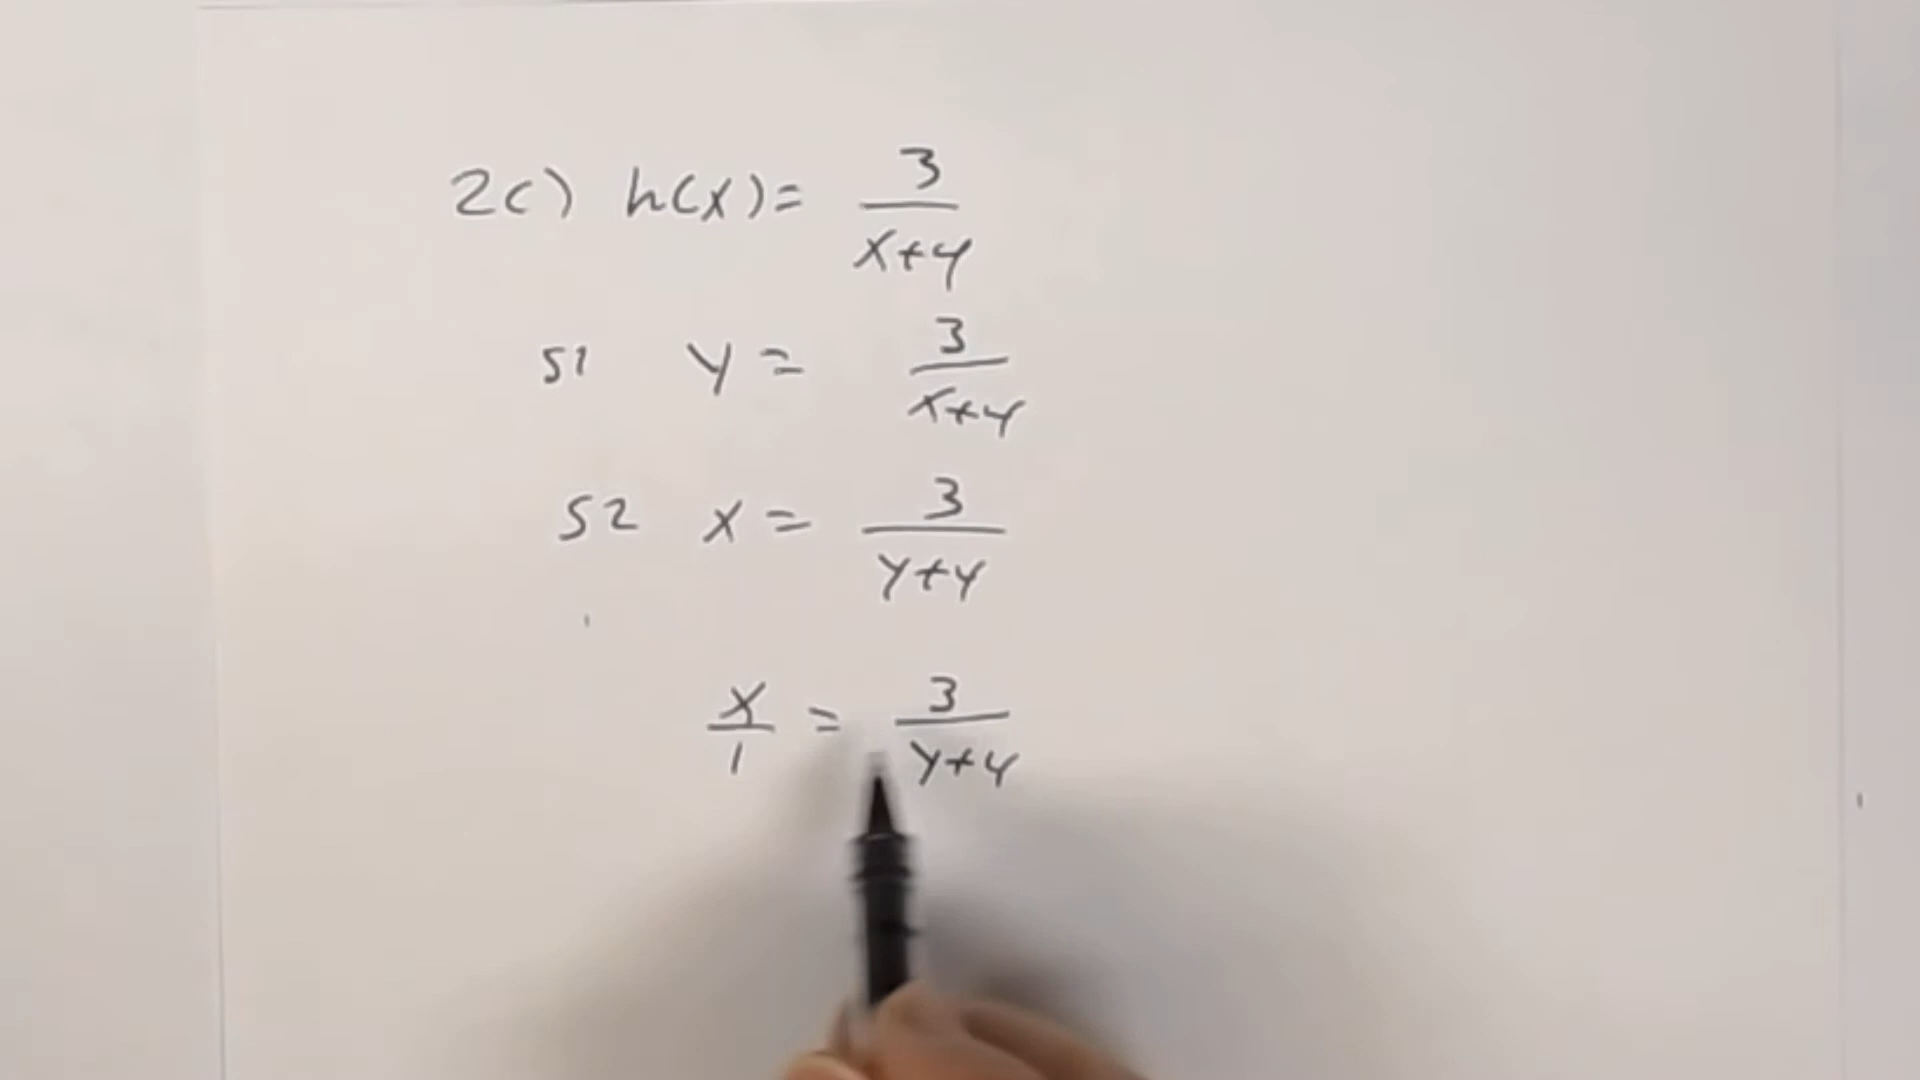 2c) h(x) = 3/(x+4)
S1 y = 3/(x+4)
S2 x = 3/(y+4)
x/1 = 3/(y+4)